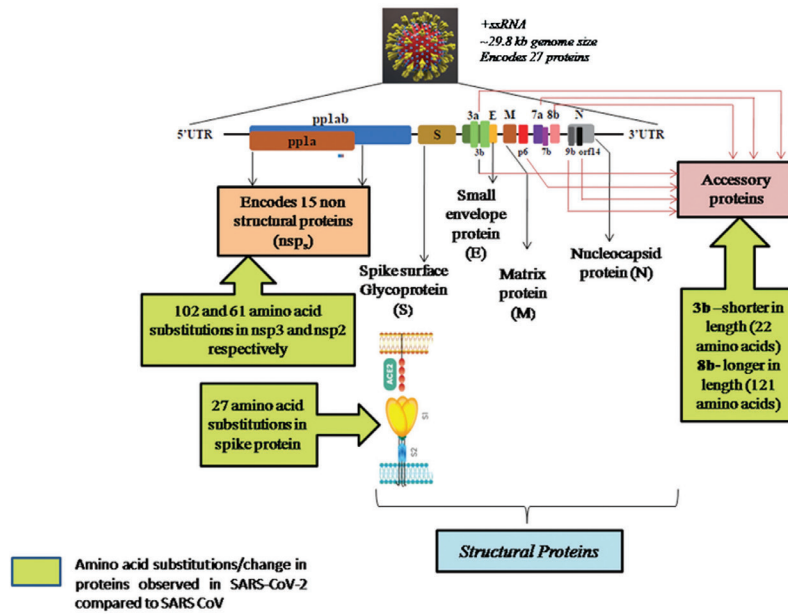 +ssRNA
~29.8 kb genome size
Encodes 27 proteins
pp1ab
pp1a
5'UTR
S
3a
E
M
7a
8b
N
3'UTR
3b
p6
7b
9b
orf14
Encodes 15 non
structural proteins
(nsps)
Accessory
proteins
Small
envelope
protein
(E)
Spike surface
Glycoprotein
(S)
Matrix
protein
(M)
Nucleocapsid
protein (N)
102 and 61 amino acid
substitutions in nsp3 and nsp2
respectively
3b –shorter in
length (22
amino acids)
8b- longer in
length (121
amino acids)
ACE2
S1
S2
27 amino acid
substitutions in
spike protein
Structural Proteins
Amino acid substitutions/change in
proteins observed in SARS-CoV-2
compared to SARS CoV